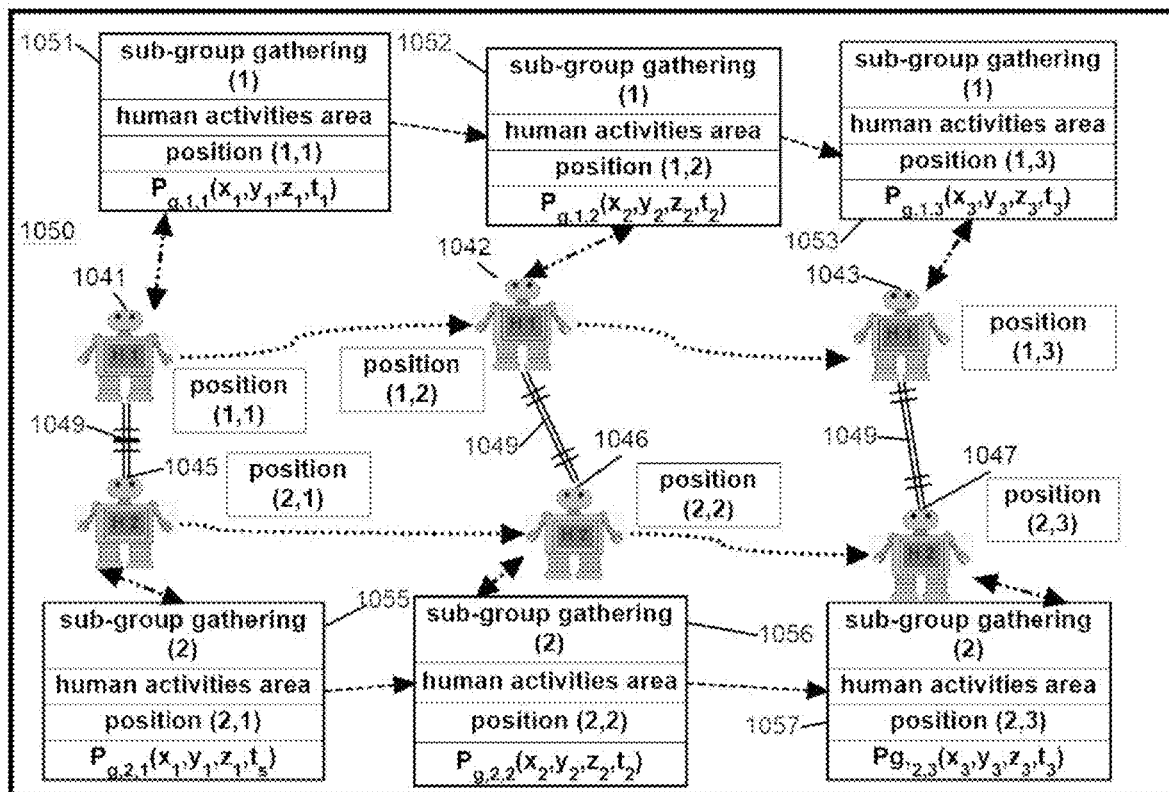 1051
sub-group gathering
(1)
human activities area
position (1,1)
Pg,1,1(x1,y1,z1,t1)
1052
sub-group gathering
(1)
human activities area
position (1,2)
Pg,1,2(x2,y2,z2,t2)
sub-group gathering
(1)
human activities area
position (1,3)
Pg,1,3(x3,y3,z3,t3)
1053
1050
1041
1042
1043
position
(1,1)
position
(1,2)
position
(1,3)
1049
1049
1049
1045
1046
1047
position
(2,1)
position
(2,2)
position
(2,3)
1055
sub-group gathering
(2)
human activities area
position (2,1)
Pg,2,1(x1,y1,z1,ts)
1056
sub-group gathering
(2)
human activities area
position (2,2)
Pg,2,2(x2,y2,z2,t2)
1057
sub-group gathering
(2)
human activities area
position (2,3)
Pg,2,3(x3,y3,z3,t3)